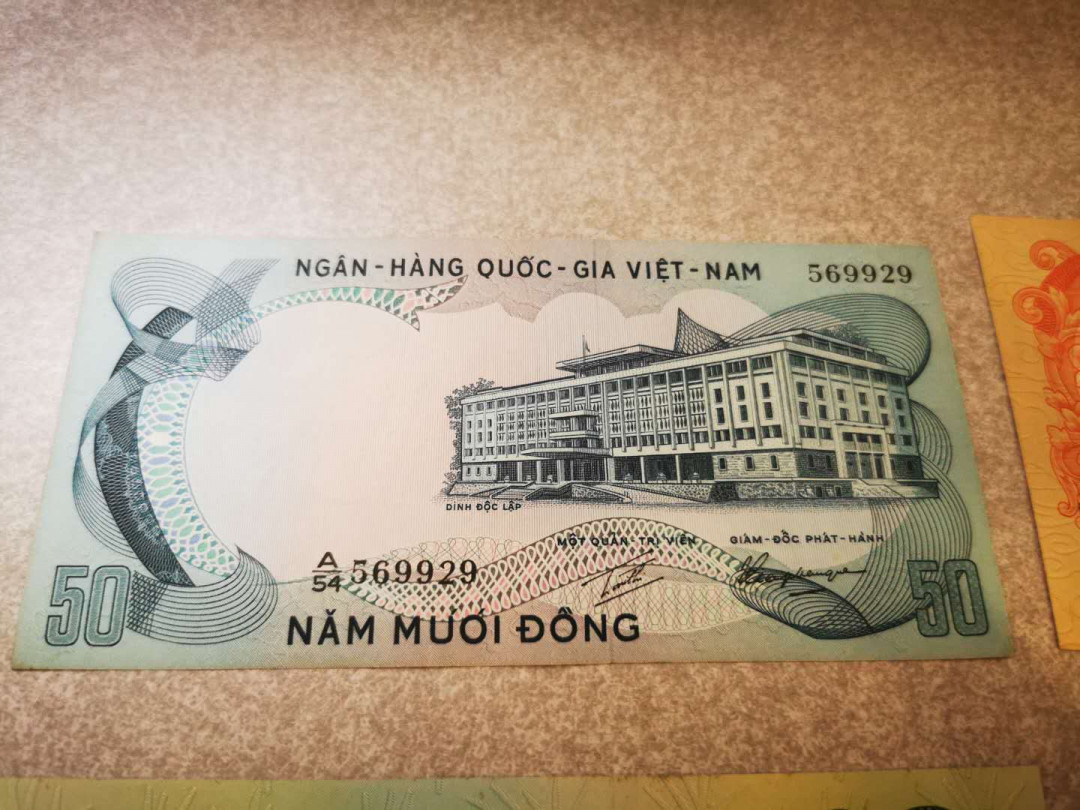 NGÂN-HÀNG QUỐC-GIA VIỆT-NAM 569929
DINH ĐỘC LẬP
MỘT QUẢN-TRỊ VIÊN GIÁM-ĐỐC PHÁT-HÀNH
A/54 569929
50 NĂM MƯƠI ĐỒNG 50